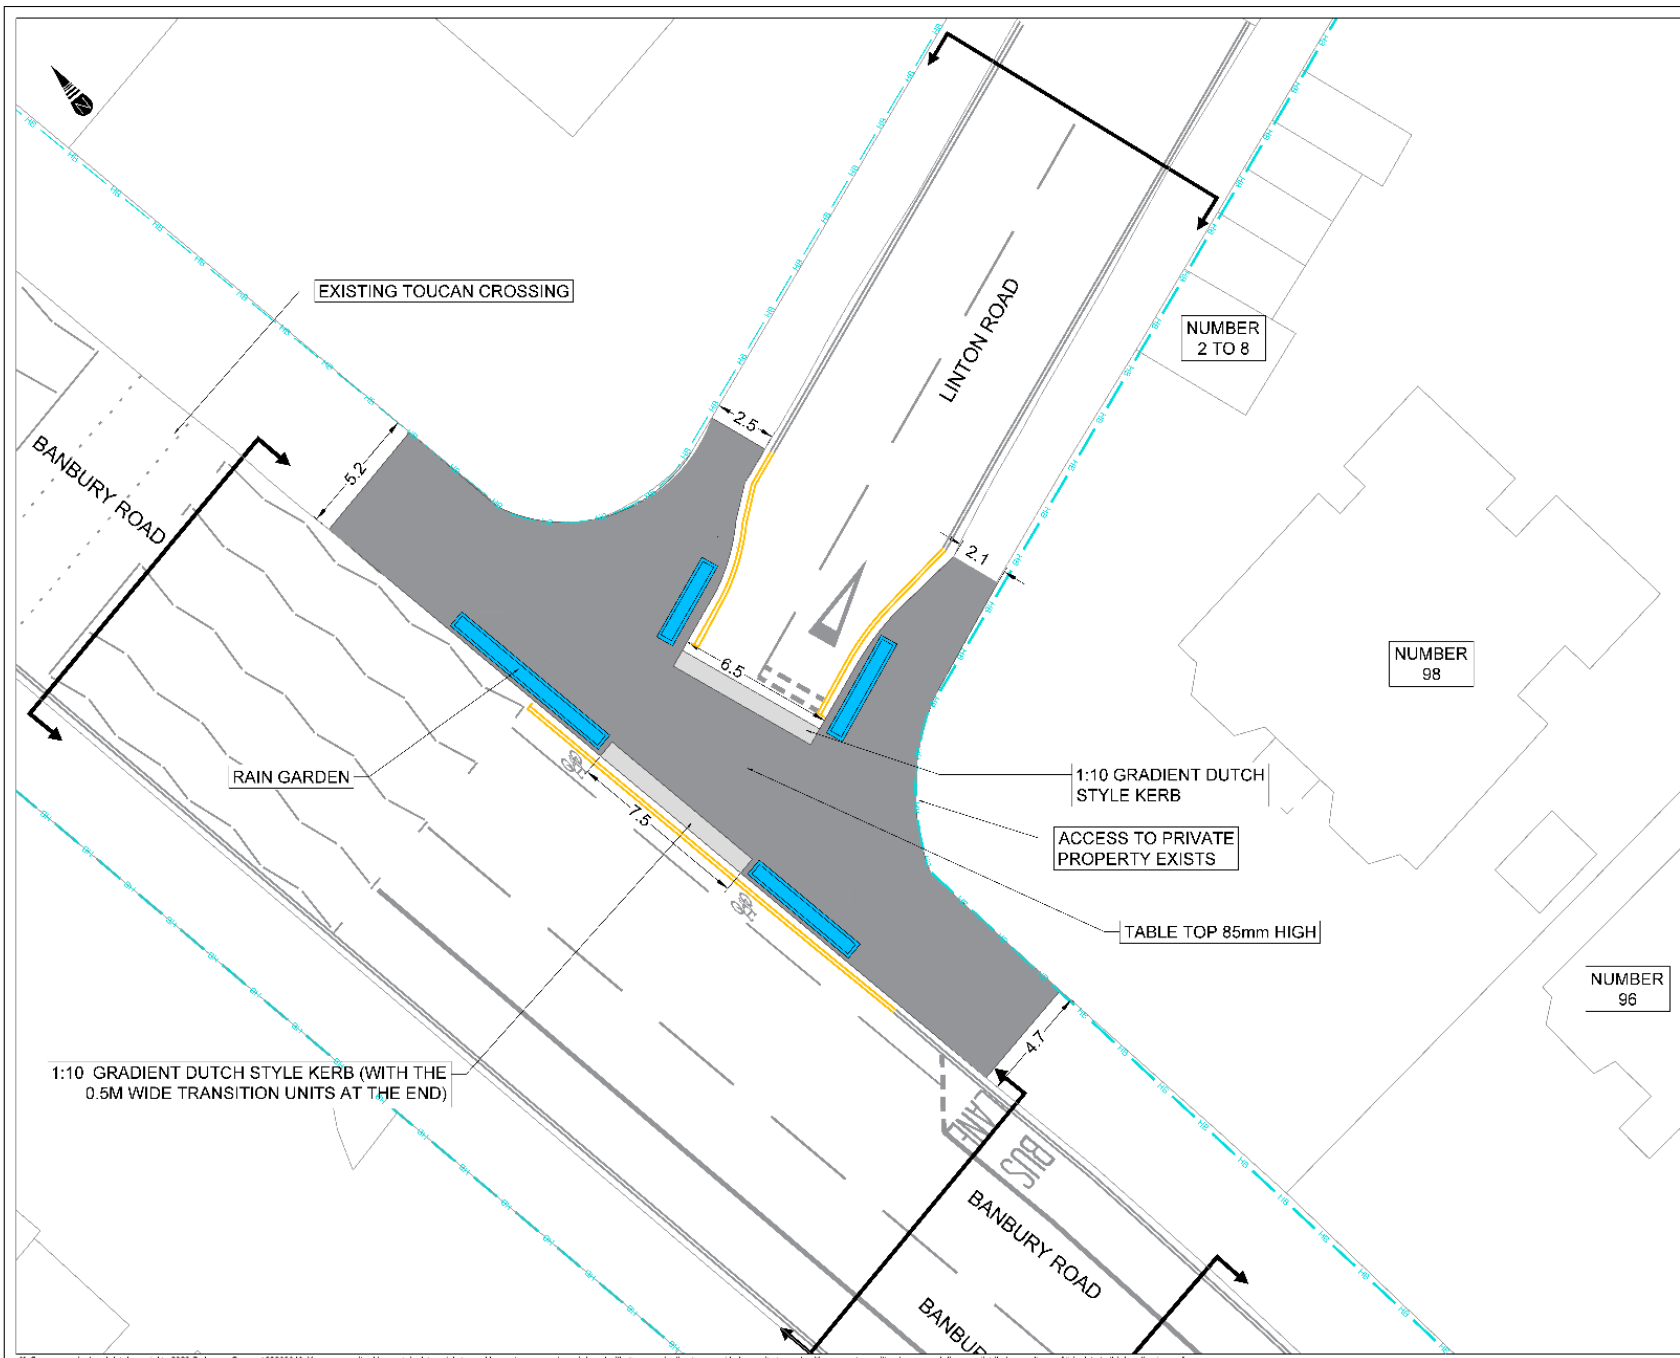 EXISTING TOUCAN CROSSING
NUMBER
2 TO 8
LINTON ROAD
2.5
BANBURY ROAD
5.2
2.1
6.5
NUMBER
98
RAIN GARDEN
1:10 GRADIENT DUTCH
STYLE KERB
7.5
ACCESS TO PRIVATE
PROPERTY EXISTS
TABLE TOP 85mm HIGH
NUMBER
96
4.7
1:10 GRADIENT DUTCH STYLE KERB (WITH THE
0.5M WIDE TRANSITION UNITS AT THE END)
BUS
LANE
BANBURY ROAD
N
HB